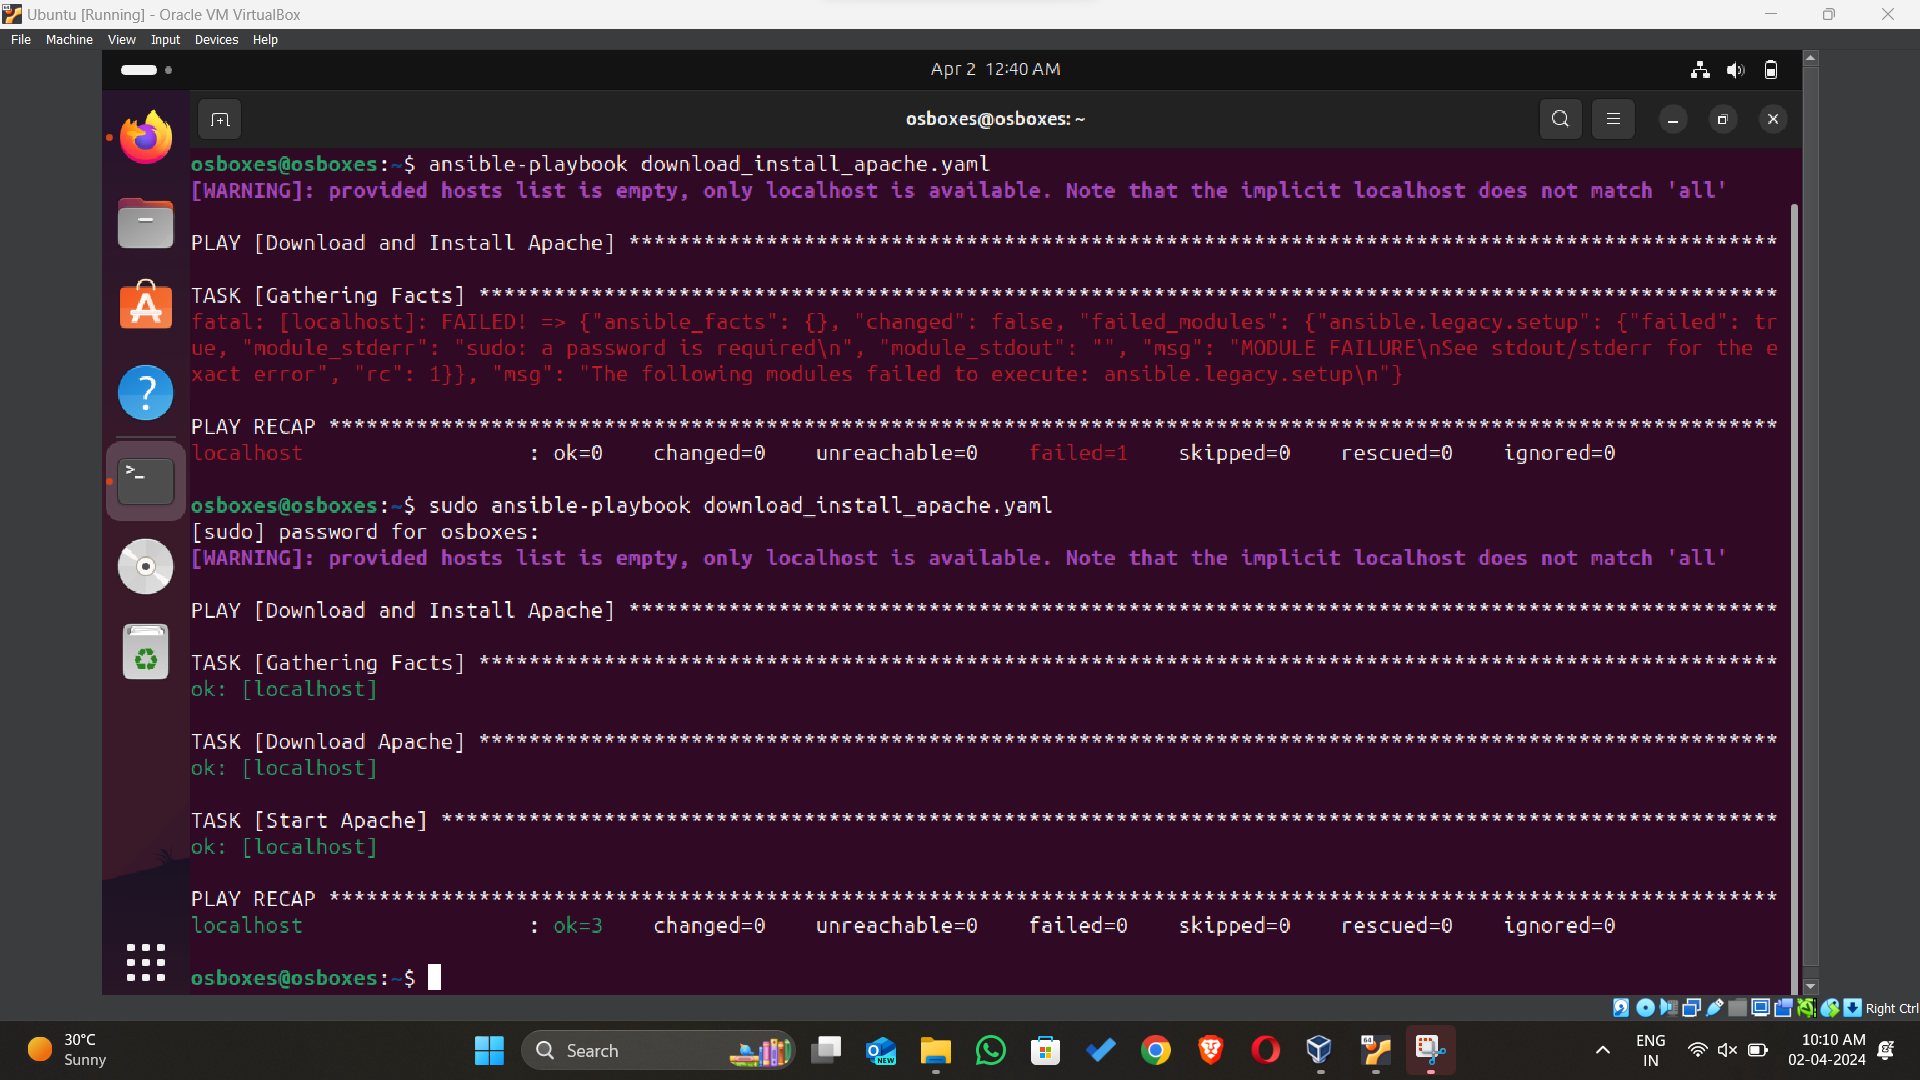 Ubuntu [Running] - Oracle VM VirtualBox
File Machine View Input Devices Help
Apr 2 12:40 AM
osboxes@osboxes: ~
osboxes@osboxes:~$ ansible-playbook download_install_apache.yaml
[WARNING]: provided hosts list is empty, only localhost is available. Note that the implicit localhost does not match 'all'
PLAY [Download and Install Apache] ********************************************************************************************
TASK [Gathering Facts] ********************************************************************************************************
fatal: [localhost]: FAILED! => {"ansible_facts": {}, "changed": false, "failed_modules": {"ansible.legacy.setup": {"failed": tr
ue, "module_stderr": "sudo: a password is required\n", "module_stdout": "", "msg": "MODULE FAILURE\nSee stdout/stderr for the e
xact error", "rc": 1}}, "msg": "The following modules failed to execute: ansible.legacy.setup\n"}
PLAY RECAP ********************************************************************************************************************
localhost : ok=0 changed=0 unreachable=0 failed=1 skipped=0 rescued=0 ignored=0
osboxes@osboxes:~$ sudo ansible-playbook download_install_apache.yaml
[sudo] password for osboxes:
[WARNING]: provided hosts list is empty, only localhost is available. Note that the implicit localhost does not match 'all'
PLAY [Download and Install Apache] ********************************************************************************************
TASK [Gathering Facts] ********************************************************************************************************
ok: [localhost]
TASK [Download Apache] ********************************************************************************************************
ok: [localhost]
TASK [Start Apache] ***********************************************************************************************************
ok: [localhost]
PLAY RECAP ********************************************************************************************************************
localhost : ok=3 changed=0 unreachable=0 failed=0 skipped=0 rescued=0 ignored=0
osboxes@osboxes:~$
Right Ctrl
30°C
Sunny
Search
NEW
64
ENG
IN
10:10 AM
02-04-2024